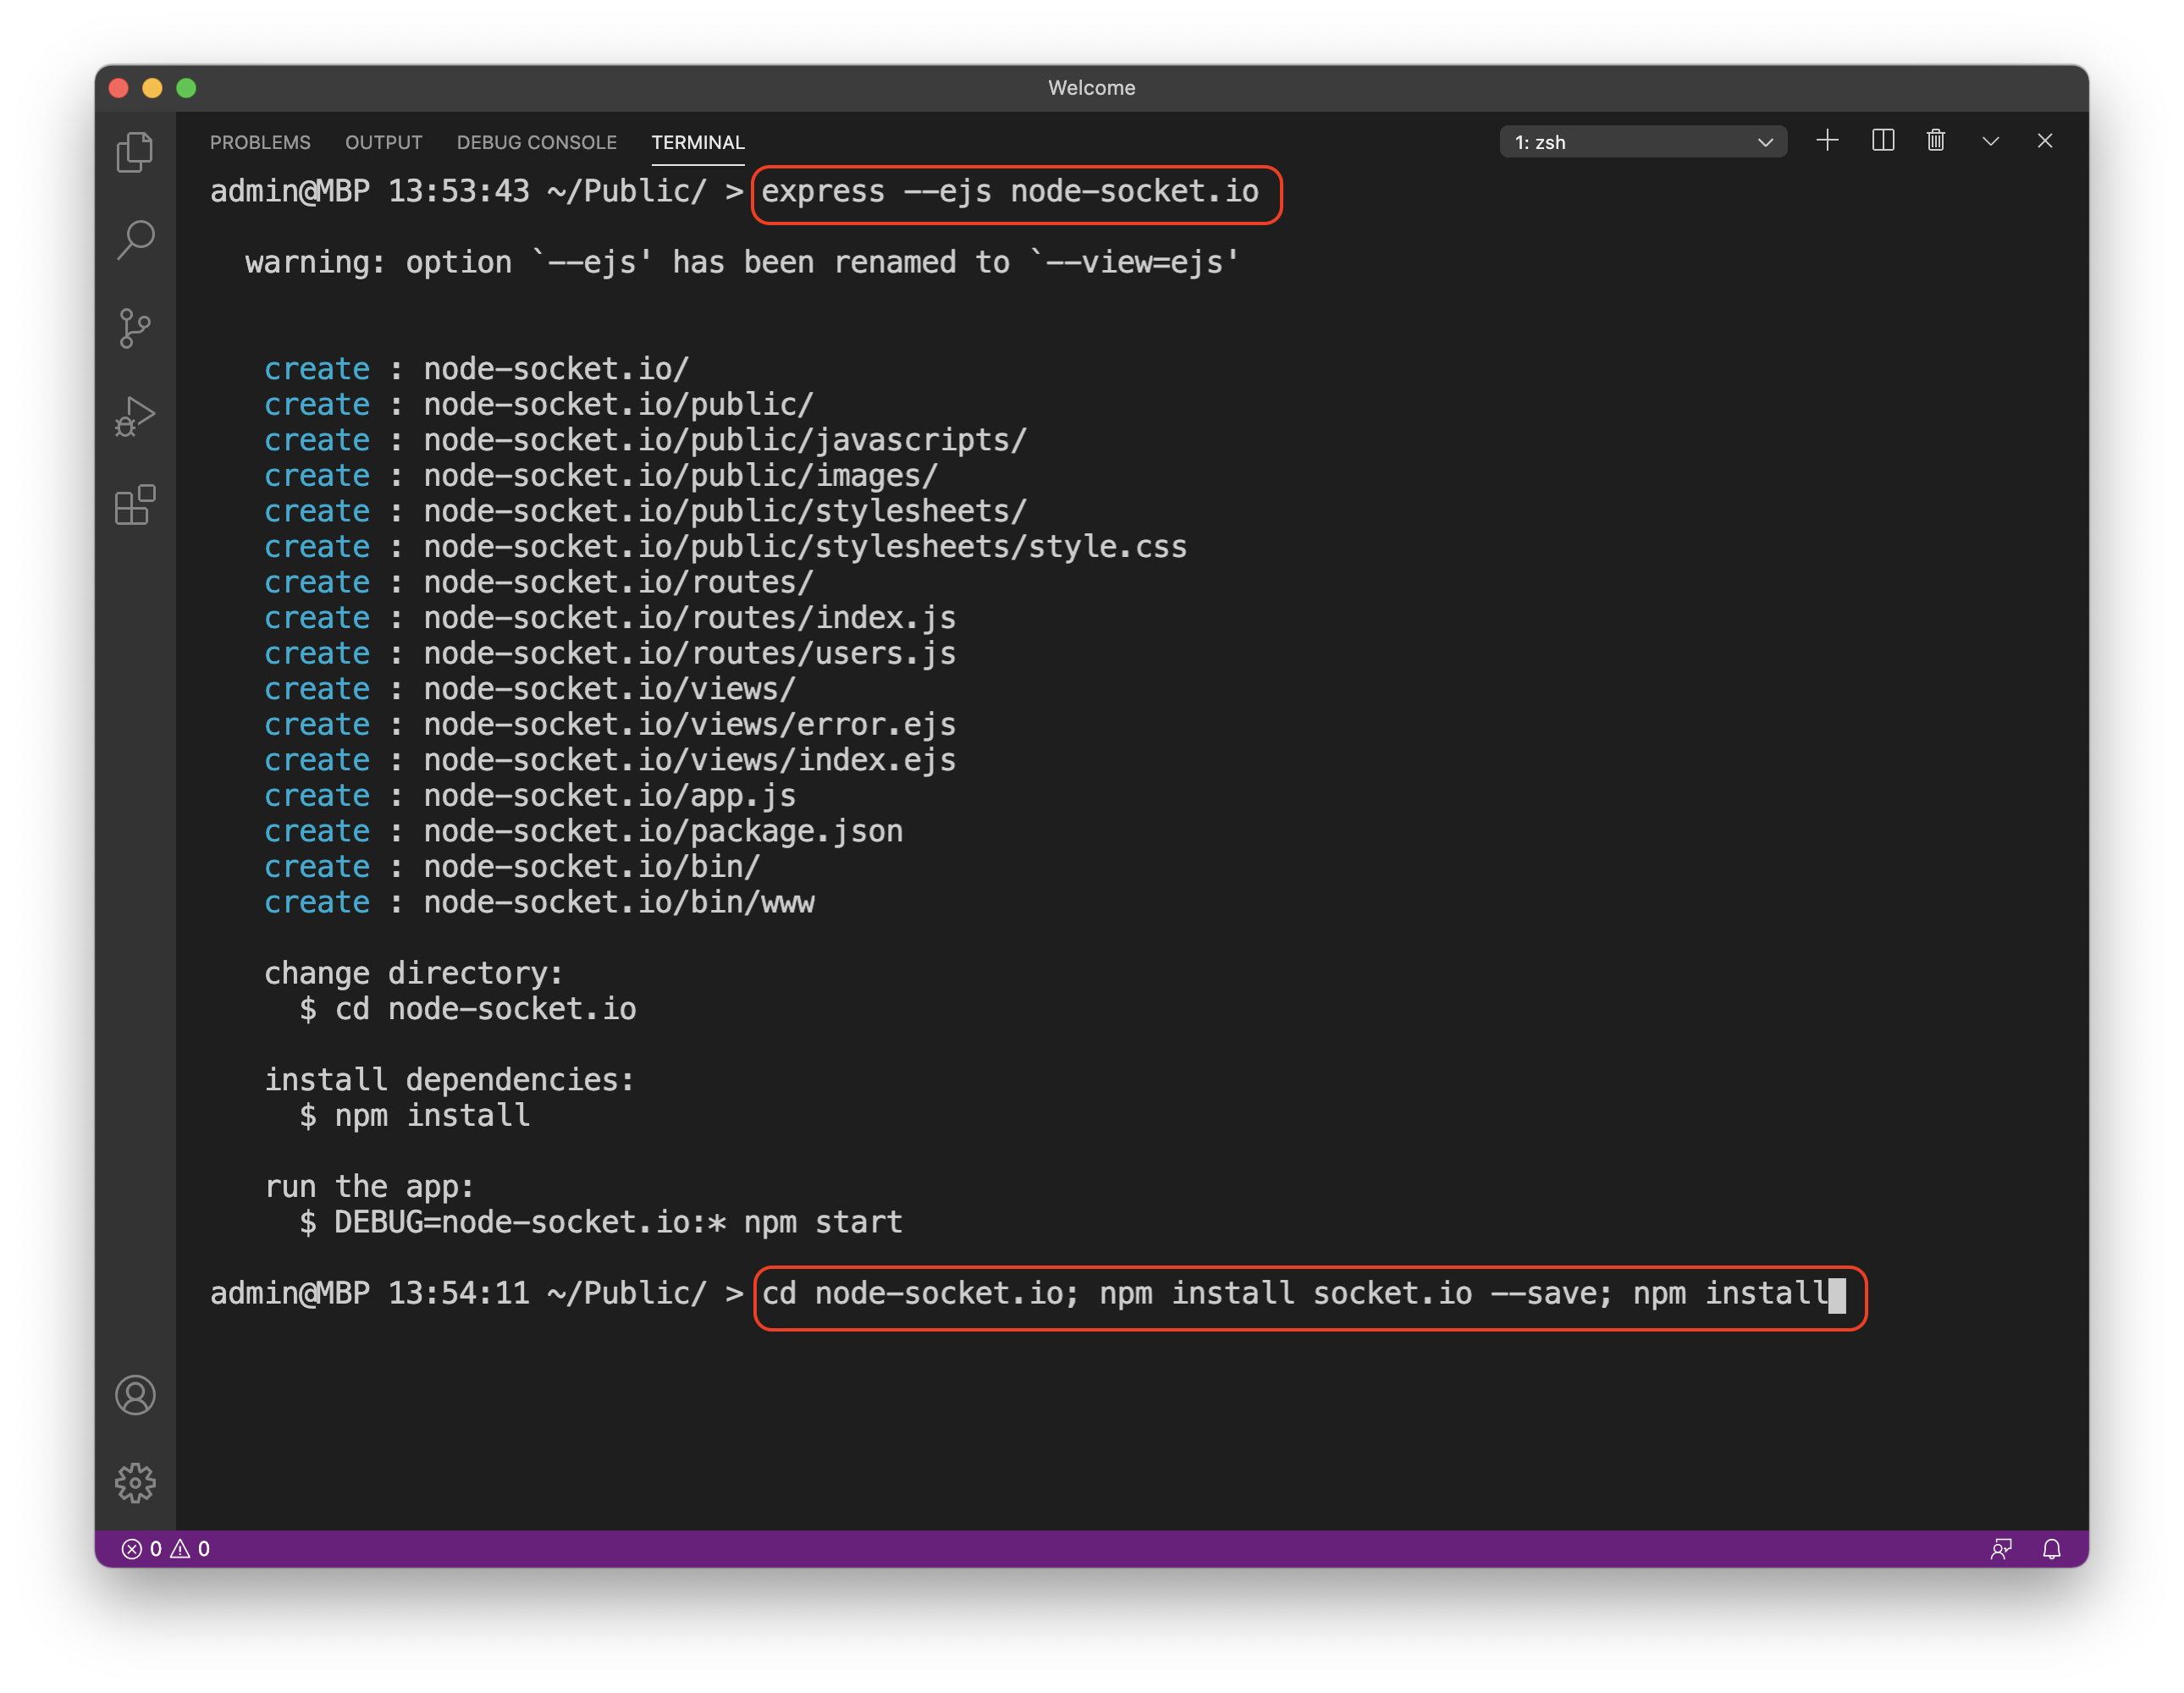 Welcome
PROBLEMS OUTPUT DEBUG CONSOLE TERMINAL 1: zsh
admin@MBP 13:53:43 ~/Public/ > express --ejs node-socket.io
warning: option `--ejs' has been renamed to `--view=ejs'
create : node-socket.io/
create : node-socket.io/public/
create : node-socket.io/public/javascripts/
create : node-socket.io/public/images/
create : node-socket.io/public/stylesheets/
create : node-socket.io/public/stylesheets/style.css
create : node-socket.io/routes/
create : node-socket.io/routes/index.js
create : node-socket.io/routes/users.js
create : node-socket.io/views/
create : node-socket.io/views/error.ejs
create : node-socket.io/views/index.ejs
create : node-socket.io/app.js
create : node-socket.io/package.json
create : node-socket.io/bin/
create : node-socket.io/bin/www
change directory:
$ cd node-socket.io
install dependencies:
$ npm install
run the app:
$ DEBUG=node-socket.io:* npm start
admin@MBP 13:54:11 ~/Public/ > cd node-socket.io; npm install socket.io --save; npm install
0 0